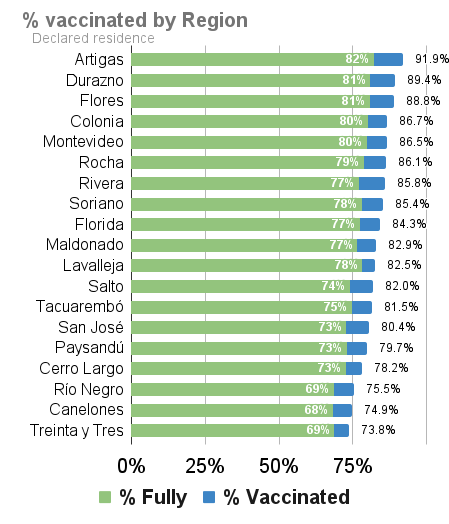 % vaccinated by Region
Declared residence
Artigas 82% 91.9%
Durazno 81% 89.4%
Flores 81% 88.8%
Colonia 80% 86.7%
Montevideo 80% 86.5%
Rocha 79% 86.1%
Rivera 77% 85.8%
Soriano 78% 85.4%
Florida 77% 84.3%
Maldonado 77% 82.9%
Lavalleja 78% 82.5%
Salto 74% 82.0%
Tacuarembó 75% 81.5%
San José 73% 80.4%
Paysandú 73% 79.7%
Cerro Largo 73% 78.2%
Río Negro 69% 75.5%
Canelones 68% 74.9%
Treinta y Tres 69% 73.8%
0% 25% 50% 75%
% Fully % Vaccinated